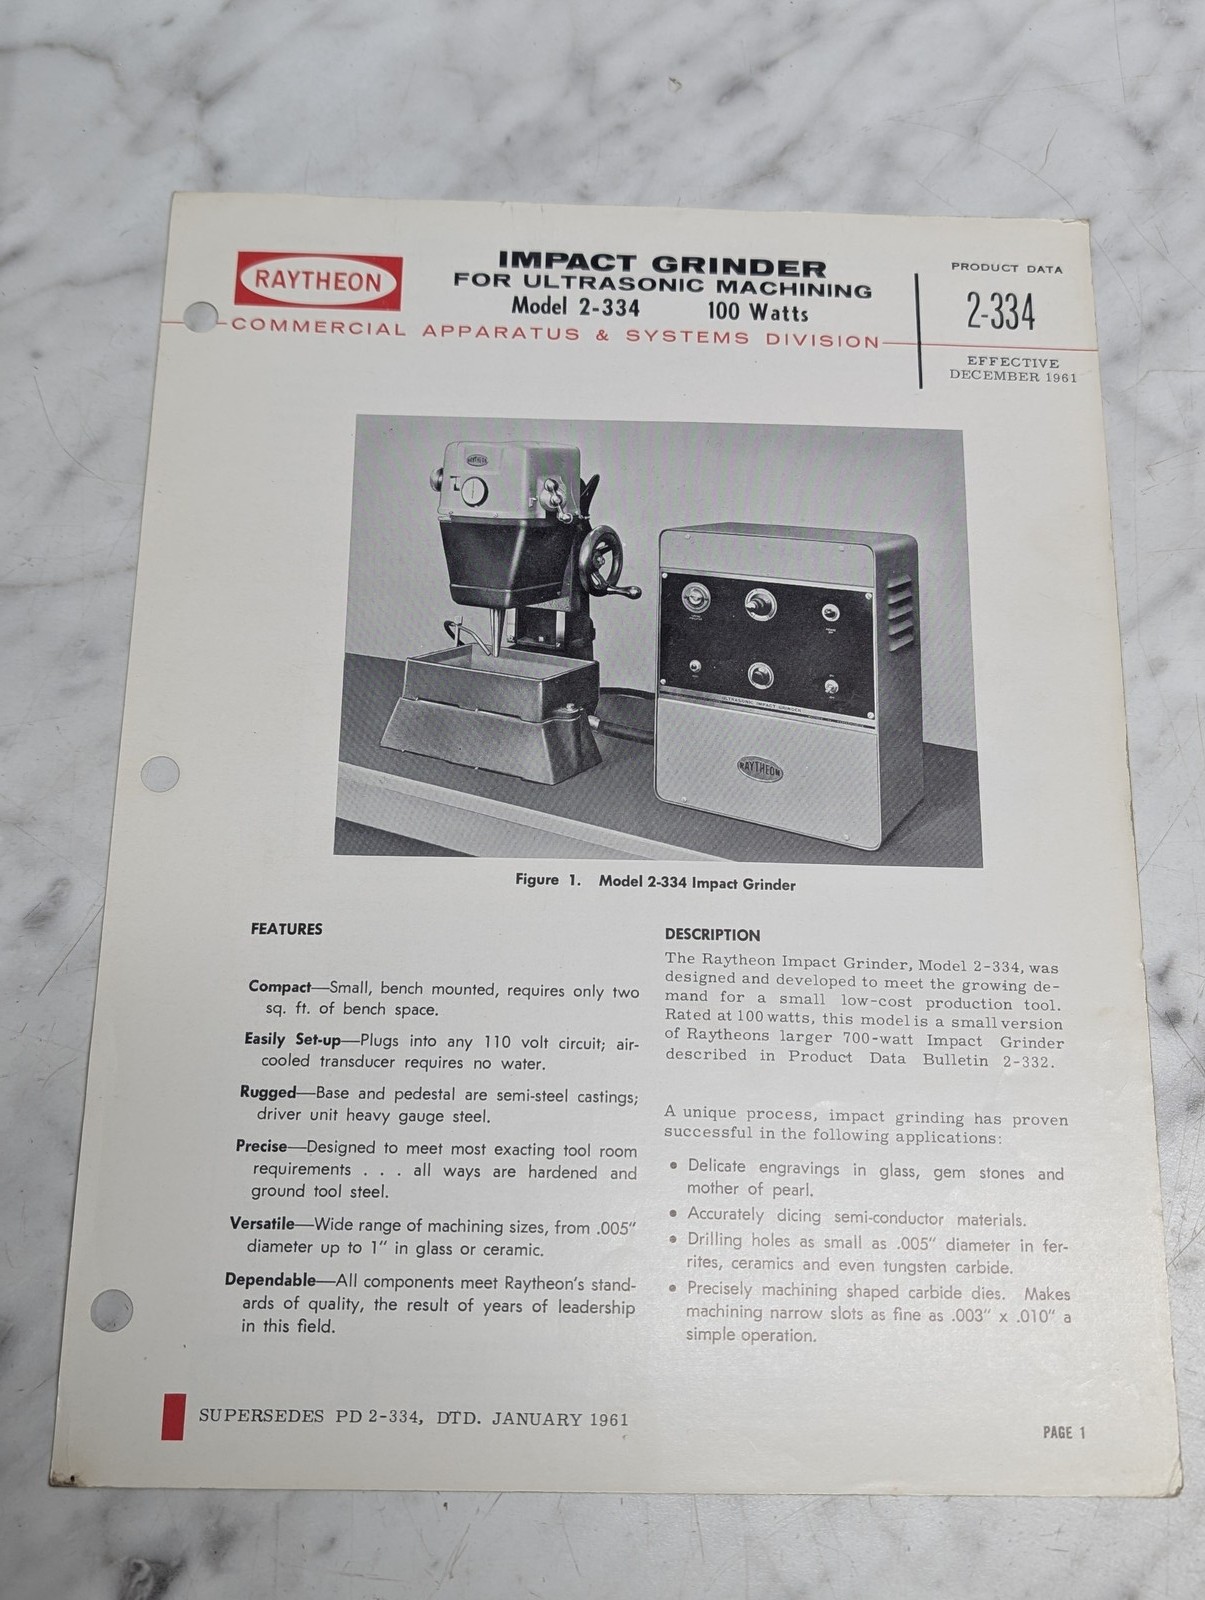 RAYTHEON
IMPACT GRINDER
FOR ULTRASONIC MACHINING
Model 2-334 100 Watts
COMMERCIAL APPARATUS & SYSTEMS DIVISION
PRODUCT DATA
2-334
EFFECTIVE
DECEMBER 1961
RAYTHEON
ULTRASONIC IMPACT GRINDER
RAYTHEON
Figure 1. Model 2-334 Impact Grinder
FEATURES
Compact—Small, bench mounted, requires only two
sq. ft. of bench space.
Easily Set-up—Plugs into any 110 volt circuit; air-
cooled transducer requires no water.
Rugged—Base and pedestal are semi-steel castings;
driver unit heavy gauge steel.
Precise—Designed to meet most exacting tool room
requirements . . . all ways are hardened and
ground tool steel.
Versatile—Wide range of machining sizes, from .005"
diameter up to 1" in glass or ceramic.
Dependable—All components meet Raytheon's stand-
ards of quality, the result of years of leadership
in this field.
DESCRIPTION
The Raytheon Impact Grinder, Model 2-334, was
designed and developed to meet the growing de-
mand for a small low-cost production tool.
Rated at 100 watts, this model is a small version
of Raytheons larger 700-watt Impact Grinder
described in Product Data Bulletin 2-332.
A unique process, impact grinding has proven
successful in the following applications:
• Delicate engravings in glass, gem stones and
mother of pearl.
• Accurately dicing semi-conductor materials.
• Drilling holes as small as .005" diameter in fer-
rites, ceramics and even tungsten carbide.
• Precisely machining shaped carbide dies. Makes
machining narrow slots as fine as .003" x .010" a
simple operation.
SUPERSEDES PD 2-334, DTD. JANUARY 1961
PAGE 1